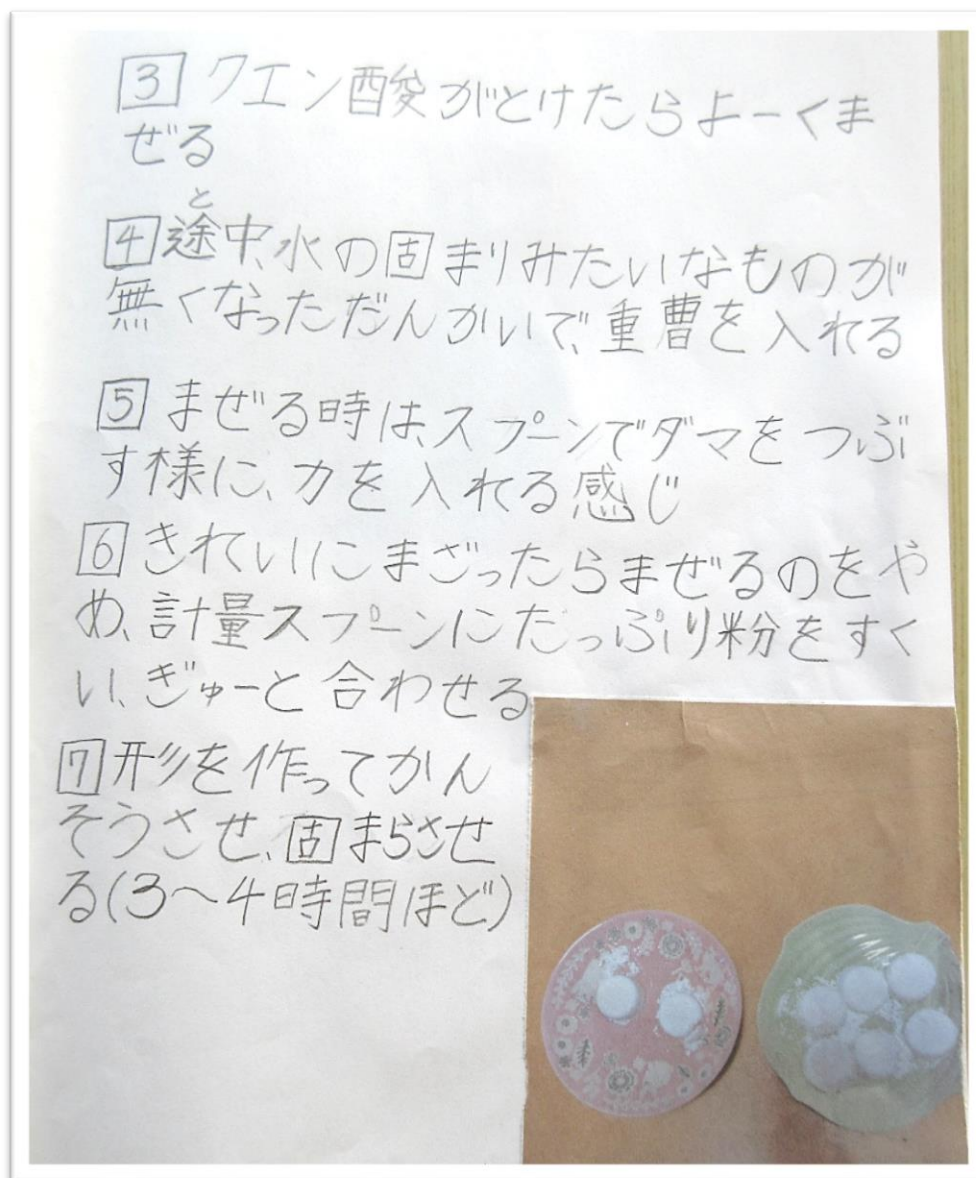 3 クエン酸がとけたらよーくま
ぜる
と
4 途中、水の固まりみたいなものが
無くなっただんかいで、重曹を入れる
5 まぜる時は、スプーンでダマをつぶ
す様に、力を入れる感じ
6 きれいにまざったらまぜるのをや
め、計量スプーンにたっぷり粉をすく
い、ぎゅーと合わせる
7 形を作ってかん
そうさせ、固まらさせ
る(3〜4時間ほど)